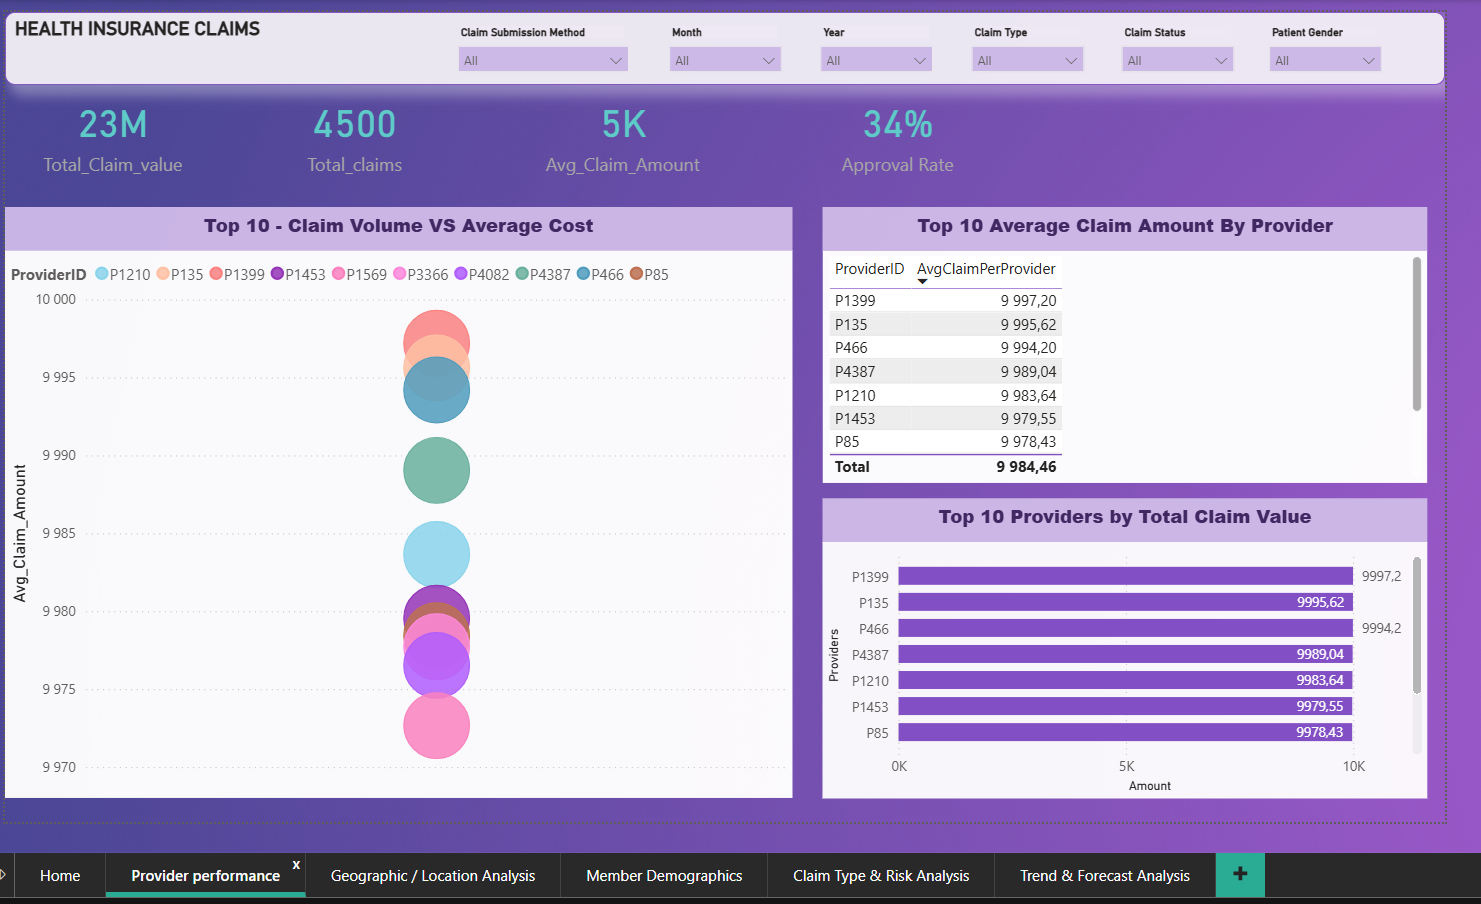 HEALTH INSURANCE CLAIMS
Claim Submission Method
All
Month
All
Year
All
Claim Type
All
Claim Status
All
Patient Gender
All
23M
Total_Claim_value
4500
Total_claims
5K
Avg_Claim_Amount
34%
Approval Rate
Top 10 - Claim Volume VS Average Cost
ProviderID P1210 P135 P1399 P1453 P1569 P3366 P4082 P4387 P466 P85
Avg_Claim_Amount
10 000
9 995
9 990
9 985
9 980
9 975
9 970
Top 10 Average Claim Amount By Provider
ProviderID AvgClaimPerProvider
P1399 9 997,20
P135 9 995,62
P466 9 994,20
P4387 9 989,04
P1210 9 983,64
P1453 9 979,55
P85 9 978,43
Total 9 984,46
Top 10 Providers by Total Claim Value
Providers
P1399 9997,2
P135 9995,62
P466 9994,2
P4387 9989,04
P1210 9983,64
P1453 9979,55
P85 9978,43
0K 5K 10K
Amount
Home
Provider performance x
Geographic / Location Analysis
Member Demographics
Claim Type & Risk Analysis
Trend & Forecast Analysis
+